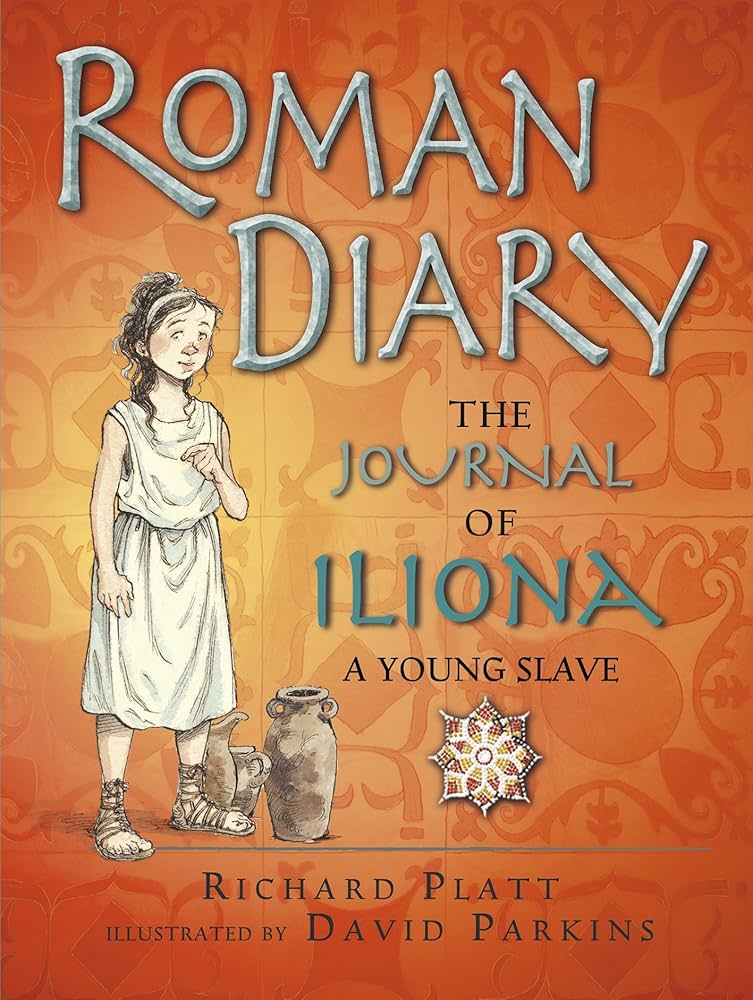 ROMAN
DIARY
THE
JOURNAL
OF
ILIONA
A YOUNG SLAVE
RICHARD PLATT
ILLUSTRATED BY DAVID PARKINS